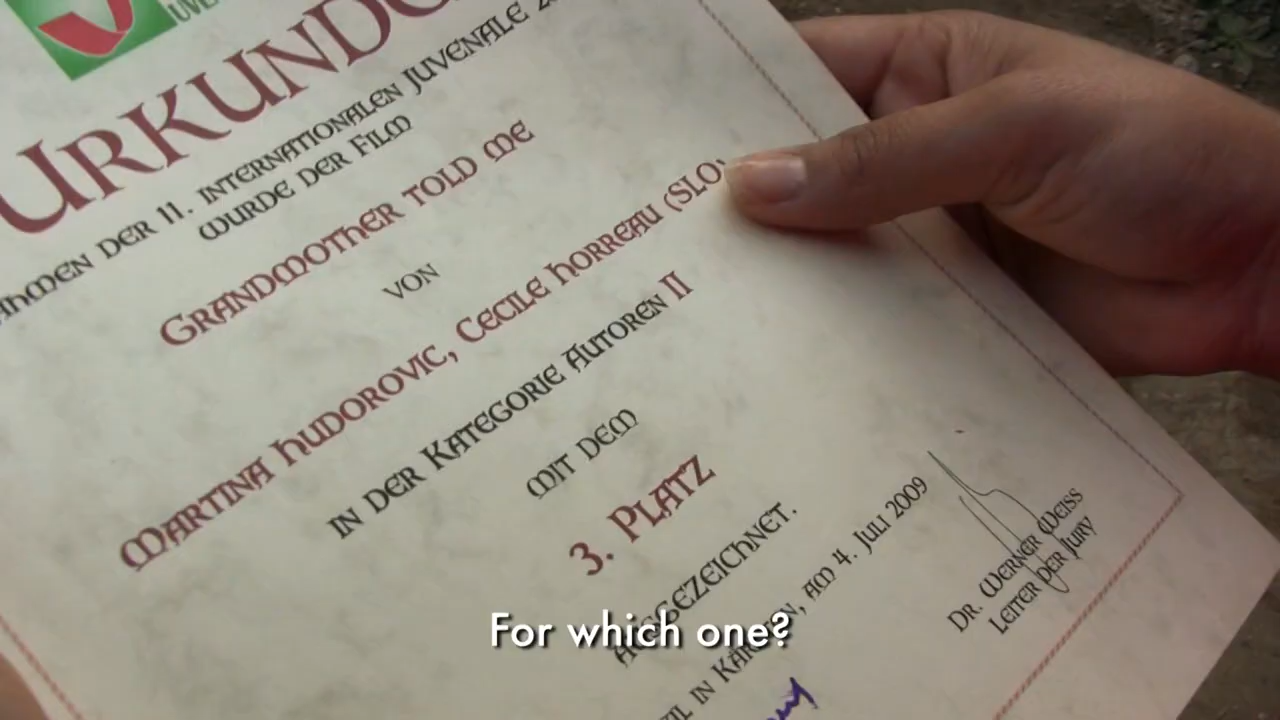 URKUNDE
DER 11. INTERNATIONALEN JUVENALE
WURDE DER FILM
GRANDMOTHER TOLD ME
VON
MARTINA HUDOROVIC, CECILE HORREAU (SLO,
IN DER KATEGORIE AUTOREN II
MIT DEM
3. PLATZ
AUSGEZEICHNET.
IN KÄRNTEN, AM 4. JULI 2009
DR. WERNER WEISS
LEITER DER JURY
For which one?